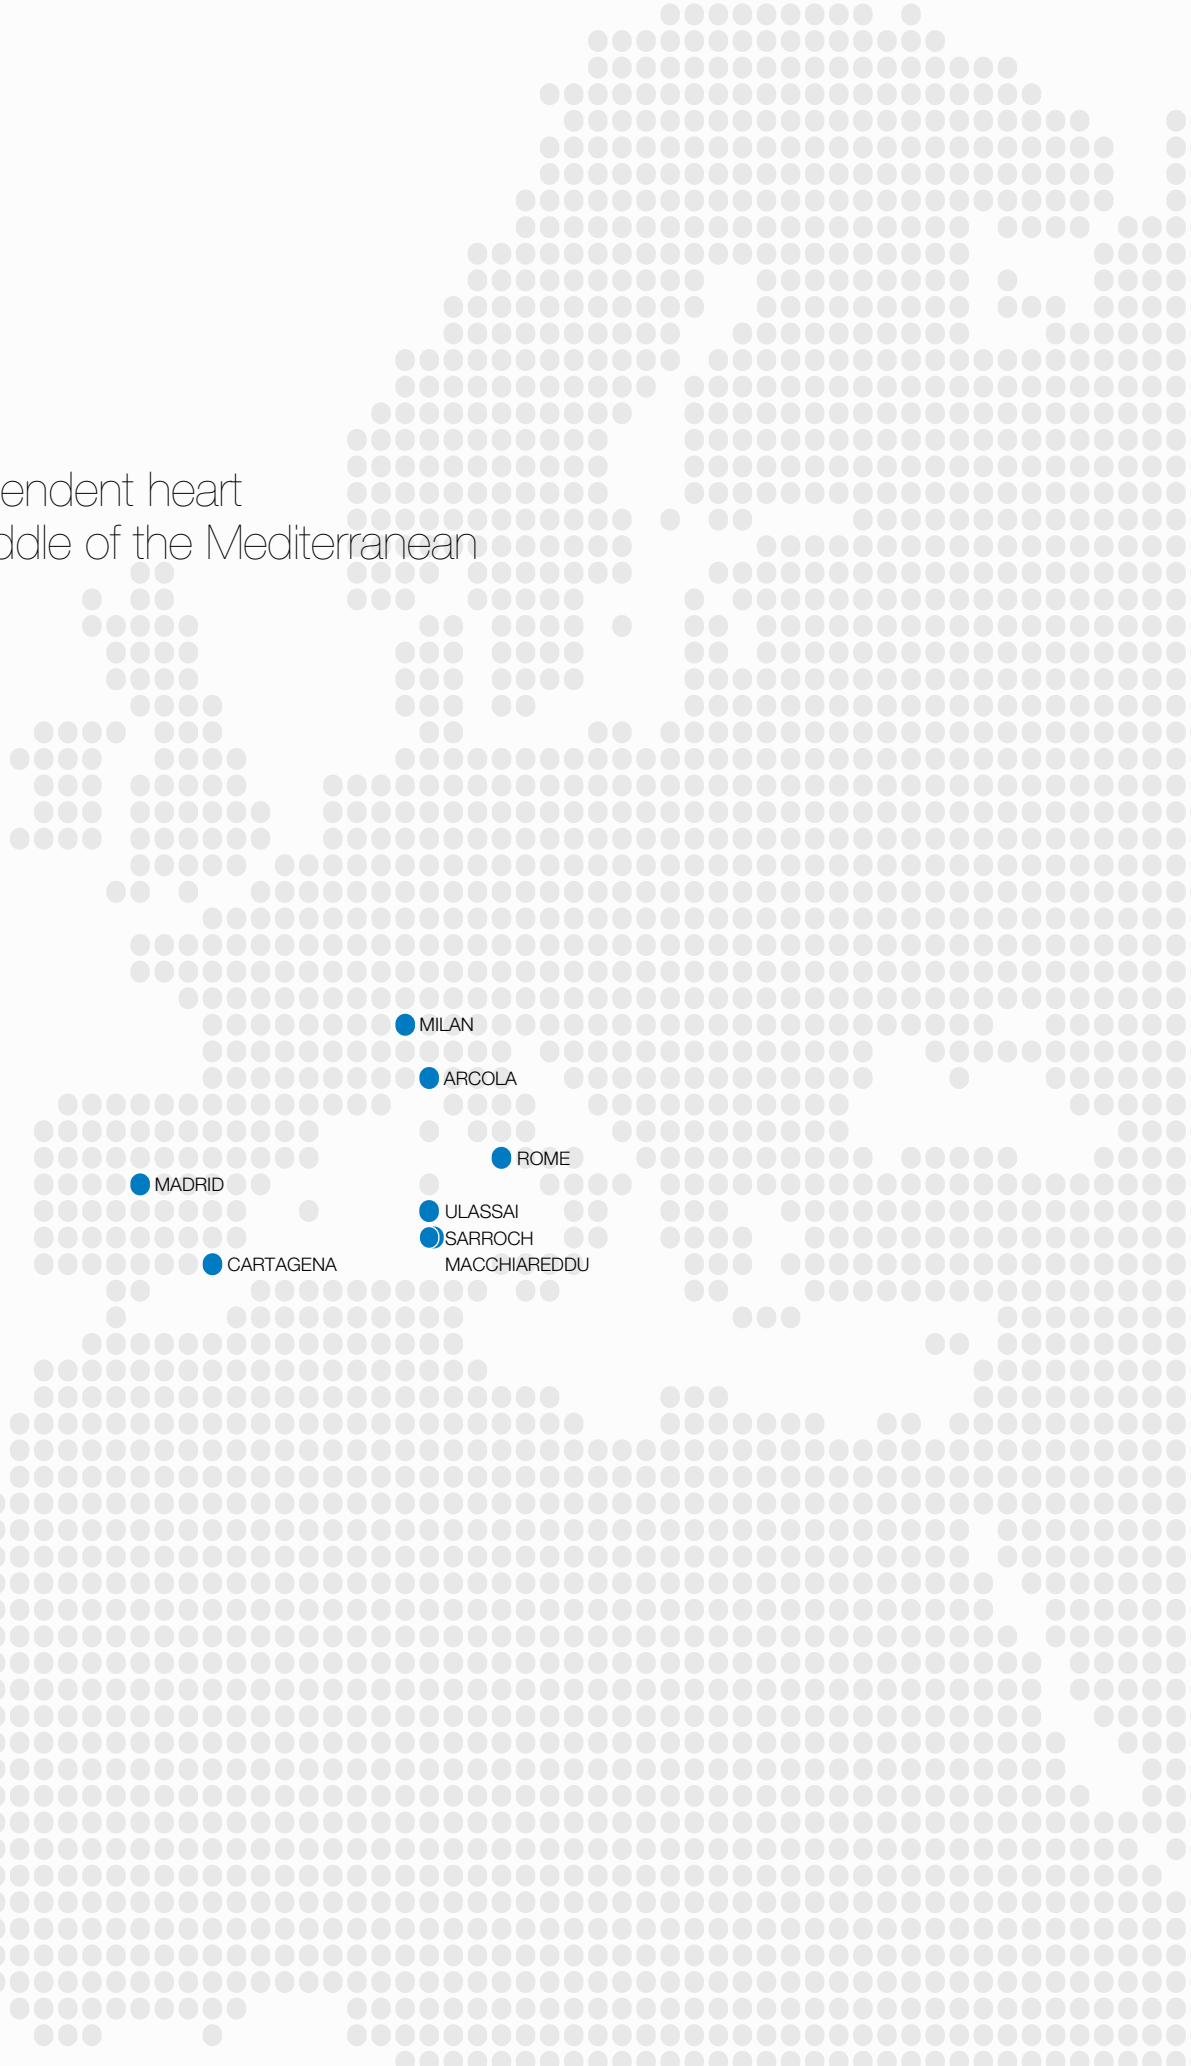 endent heart
ddle of the Mediterranean
MILAN
ARCOLA
ROME
MADRID
ULASSAI
SARROCH
CARTAGENA
MACCHIAREDDU